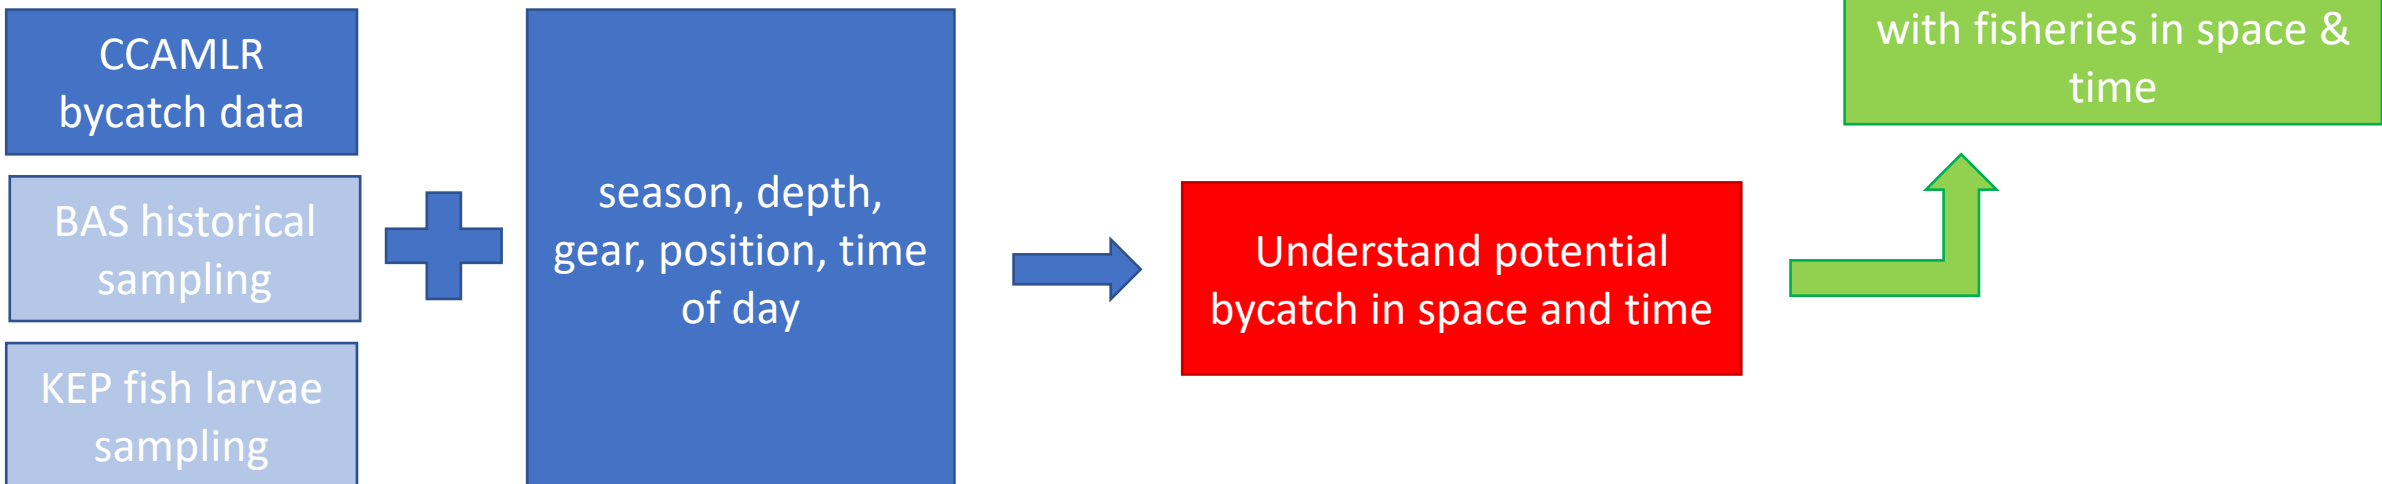 CCAMLR
bycatch data
BAS historical
sampling
KEP fish larvae
sampling
season, depth,
gear, position, time
of day
Understand potential
bycatch in space and time
with fisheries in space &
time